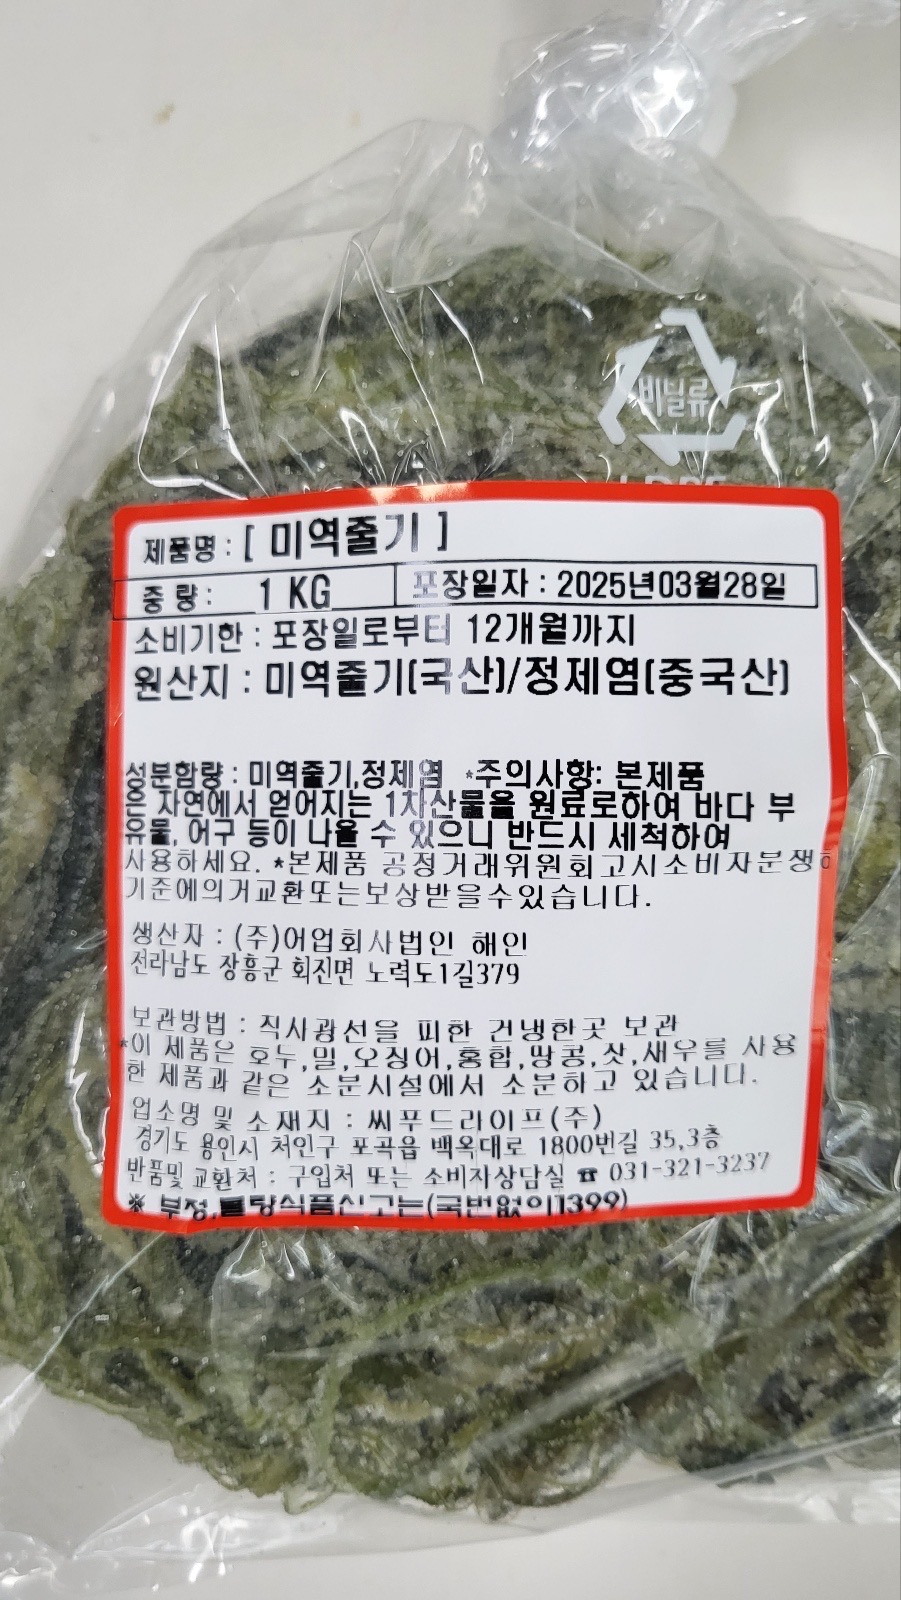 비닐류
제품명 : [ 미역줄기 ]
중 량 : 1 KG
포장일자 : 2025년03월28일
소비기한 : 포장일로부터 12개월까지
원산지 : 미역줄기(국산)/정제염(중국산)
성분함량 : 미역줄기,정제염 *주의사항: 본제품
은 자연에서 얻어지는 1차산물을 원료로하여 바다 부
유물, 어구 등이 나올 수 있으니 반드시 세척하여
사용하세요. *본제품 공정거래위원회고시소비자분쟁해
기준에의거교환또는보상받을수있습니다.
생산자 : (주)어업회사법인 해인
전라남도 장흥군 회진면 노력도1길379
보관방법 : 직사광선을 피한 건냉한곳 보관
*이 제품은 호두,밀,오싱어,홍합,땅콩,잣,새우를 사용
한 제품과 같은 소분시설에서 소분하고 있습니다.
업소명 및 소재지 : 씨푸드라이프(주)
경기도 용인시 처인구 포곡읍 백옥대로 1800번길 35,3층
반품및 교환처 : 구입처 또는 소비자상담실 ☎ 031-321-3237
※ 부정,불량식품신고는(국번없이1399)